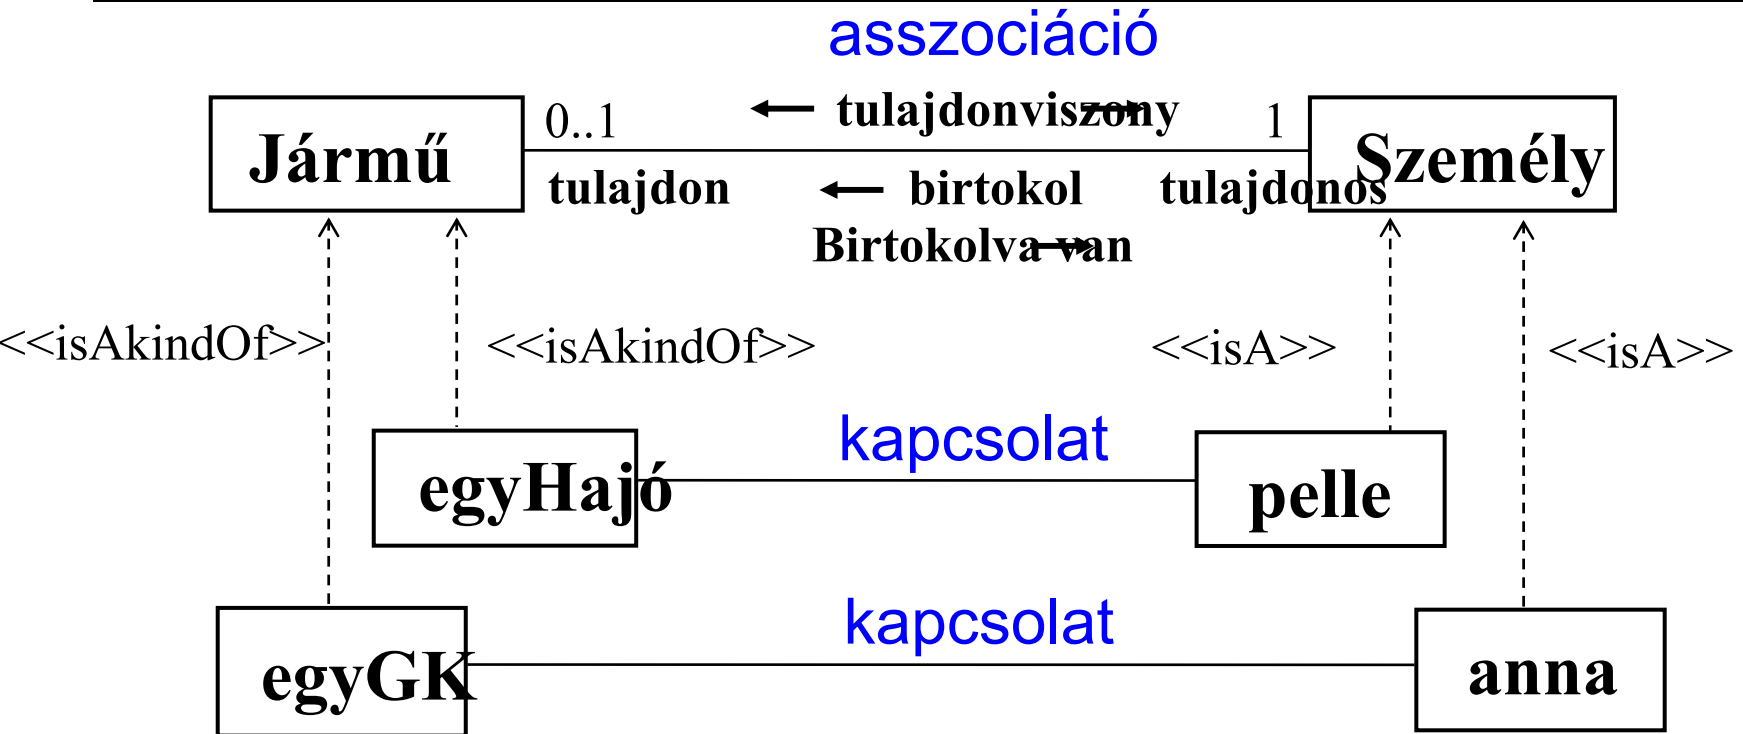 asszociáció
0..1 tulajdonviszony 1
Jármű Személy
tulajdon birtokol tulajdonos
Birtokolva van
<<isAkindOf>> <<isAkindOf>> <<isA>> <<isA>>
kapcsolat
egyHajó pelle
kapcsolat
egyGK anna